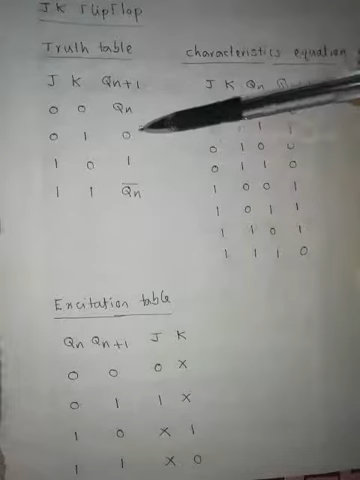 JK FlipFlop
Truth table
J K Qn+1
0 0 Qn
0 1 0
1 0 1
1 1 Q̅n
characteristics equation
J K Qn
1 1
0 1 0 0
0 1 1 0
1 0 0 1
1 0 1 1
1 1 0 1
1 1 1 0
Excitation table
Qn Qn+1 J K
0 0 0 X
0 1 1 X
1 0 X 1
1 1 X 0